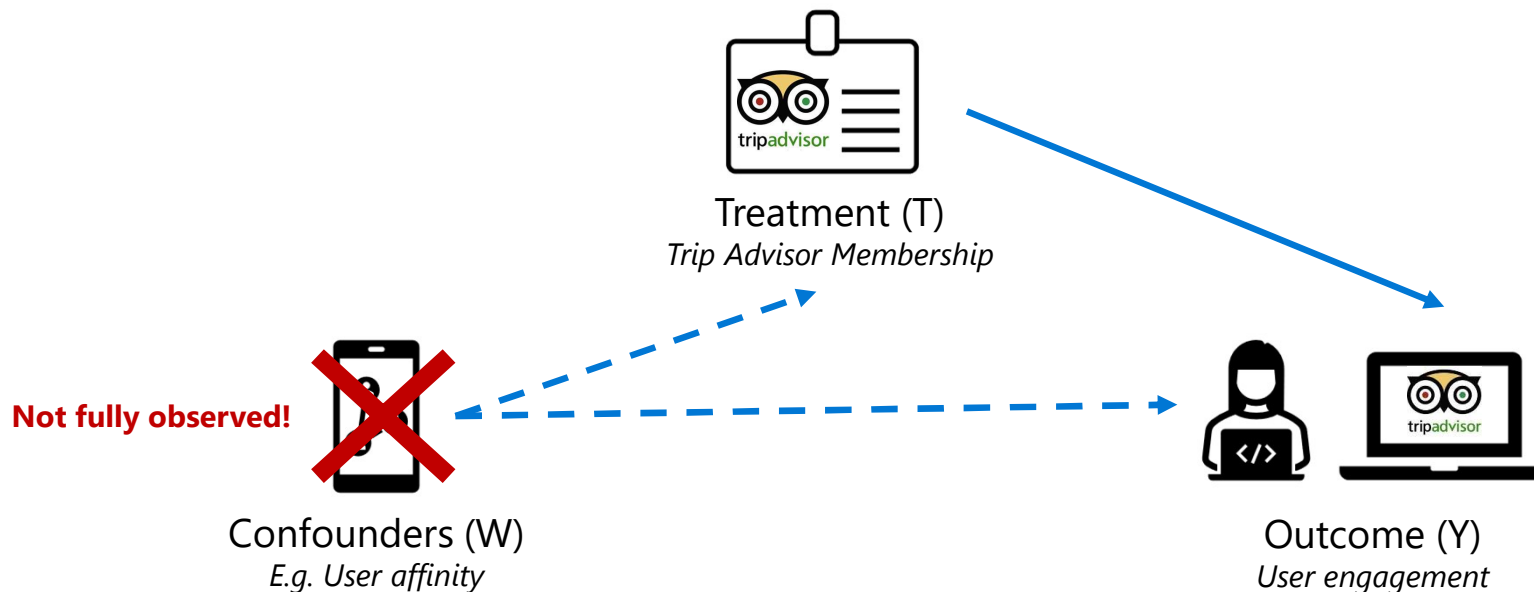 tripadvisor
Treatment (T)
Trip Advisor Membership
Not fully observed!
</>
tripadvisor
Confounders (W)
E.g. User affinity
Outcome (Y)
User engagement